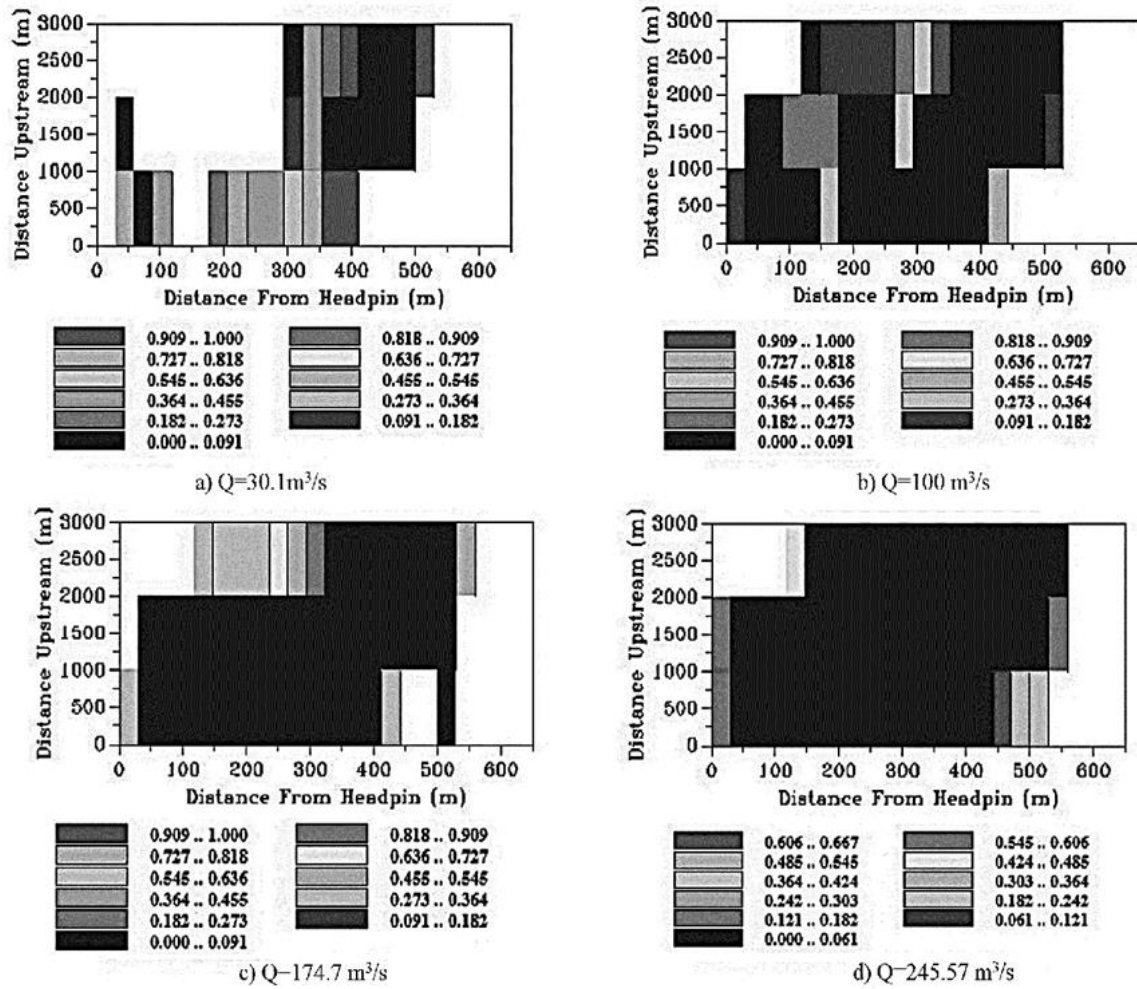 3000
2500
2000
1500
1000
500
0
Distance Upstream (m)
0 100 200 300 400 500 600
Distance From Headpin (m)
0.909 .. 1.000 0.818 .. 0.909
0.727 .. 0.818 0.636 .. 0.727
0.545 .. 0.636 0.455 .. 0.545
0.364 .. 0.455 0.273 .. 0.364
0.182 .. 0.273 0.091 .. 0.182
0.000 .. 0.091
a) Q=30.1m³/s
3000
2500
2000
1500
1000
500
0
Distance Upstream (m)
0 100 200 300 400 500 600
Distance From Headpin (m)
0.909 .. 1.000 0.818 .. 0.909
0.727 .. 0.818 0.636 .. 0.727
0.545 .. 0.636 0.455 .. 0.545
0.364 .. 0.455 0.273 .. 0.364
0.182 .. 0.273 0.091 .. 0.182
0.000 .. 0.091
b) Q=100 m³/s
3000
2500
2000
1500
1000
500
0
Distance Upstream (m)
0 100 200 300 400 500 600
Distance From Headpin (m)
0.909 .. 1.000 0.818 .. 0.909
0.727 .. 0.818 0.636 .. 0.727
0.545 .. 0.636 0.455 .. 0.545
0.364 .. 0.455 0.273 .. 0.364
0.182 .. 0.273 0.091 .. 0.182
0.000 .. 0.091
c) Q=174.7 m³/s
3000
2500
2000
1500
1000
500
0
Distance Upstream (m)
0 100 200 300 400 500 600
Distance From Headpin (m)
0.606 .. 0.667 0.545 .. 0.606
0.485 .. 0.545 0.424 .. 0.485
0.364 .. 0.424 0.303 .. 0.364
0.242 .. 0.303 0.182 .. 0.242
0.121 .. 0.182 0.061 .. 0.121
0.000 .. 0.061
d) Q=245.57 m³/s